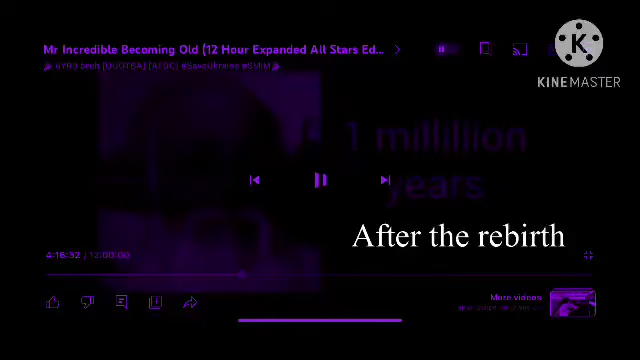 Mr Incredible Becoming Old (12 Hour Expanded All Stars Ed...
KINEMASTER
1 millillion
years
After the rebirth
4:16:32 / 12:00:00
More videos